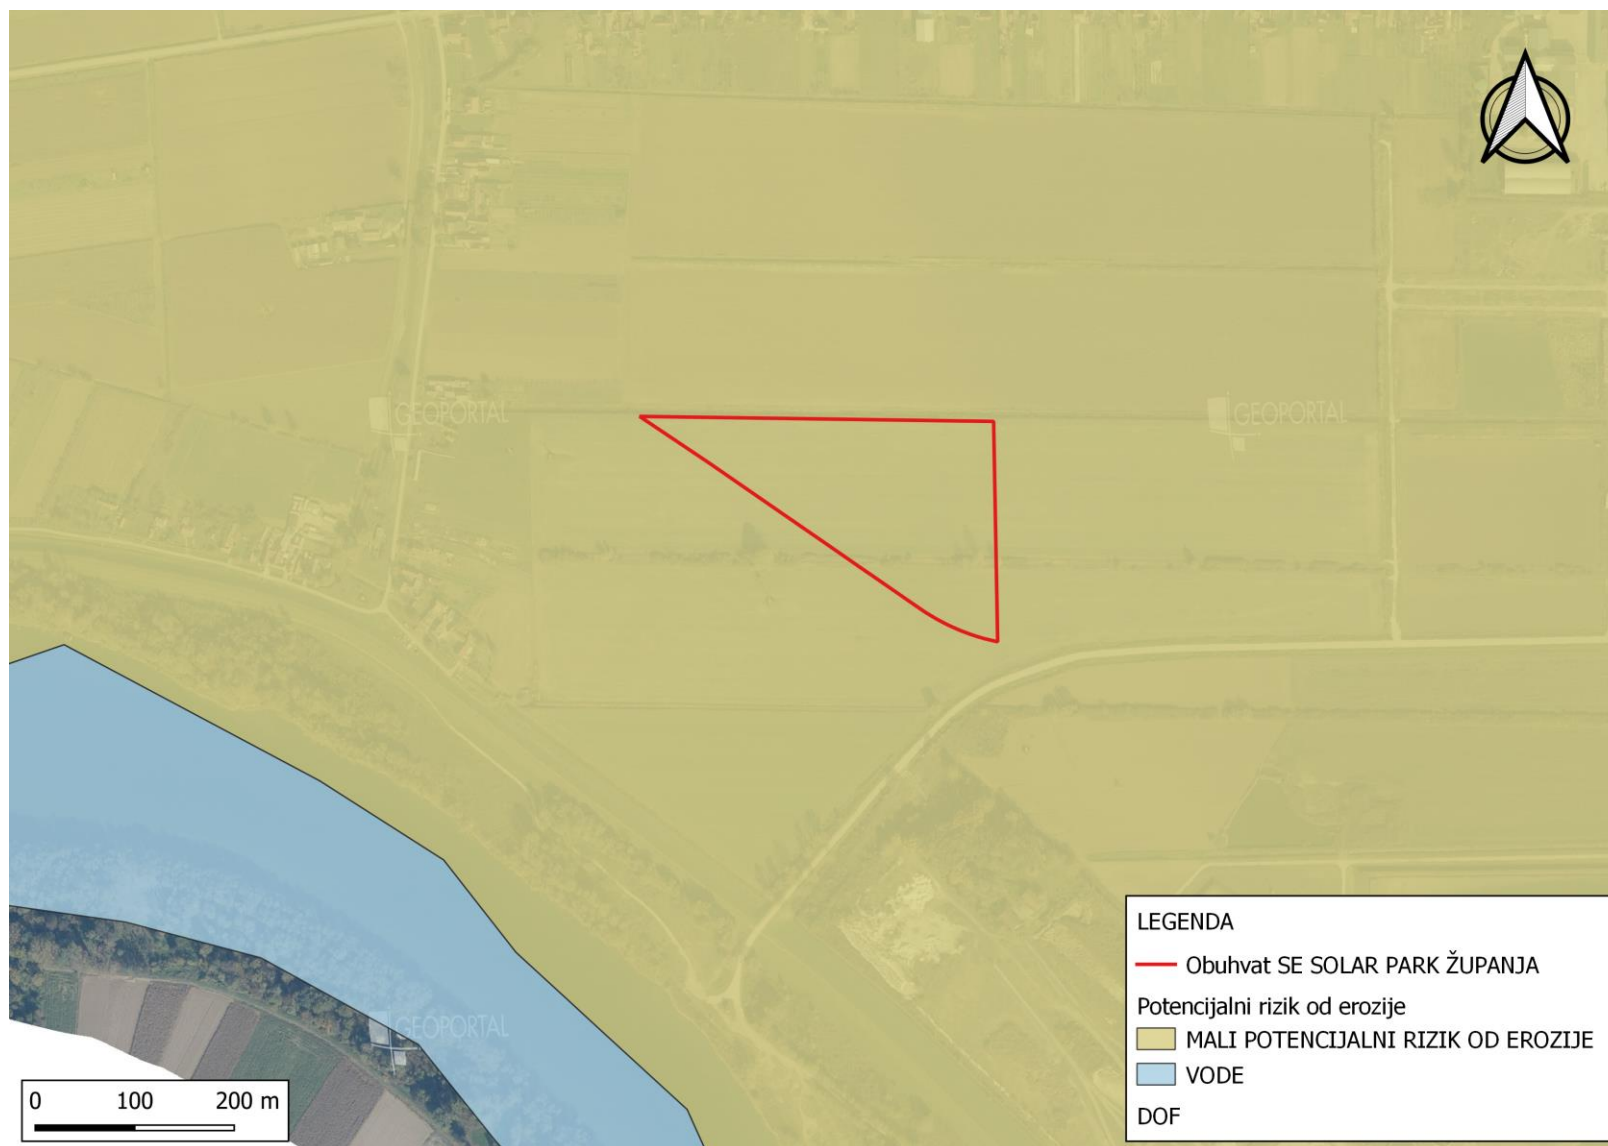 GEOPORTAL
GEOPORTAL
GEOPORTAL
LEGENDA
Obuhvat SE SOLAR PARK ŽUPANJA
Potencijalni rizik od erozije
MALI POTENCIJALNI RIZIK OD EROZIJE
VODE
DOF
0 100 200 m